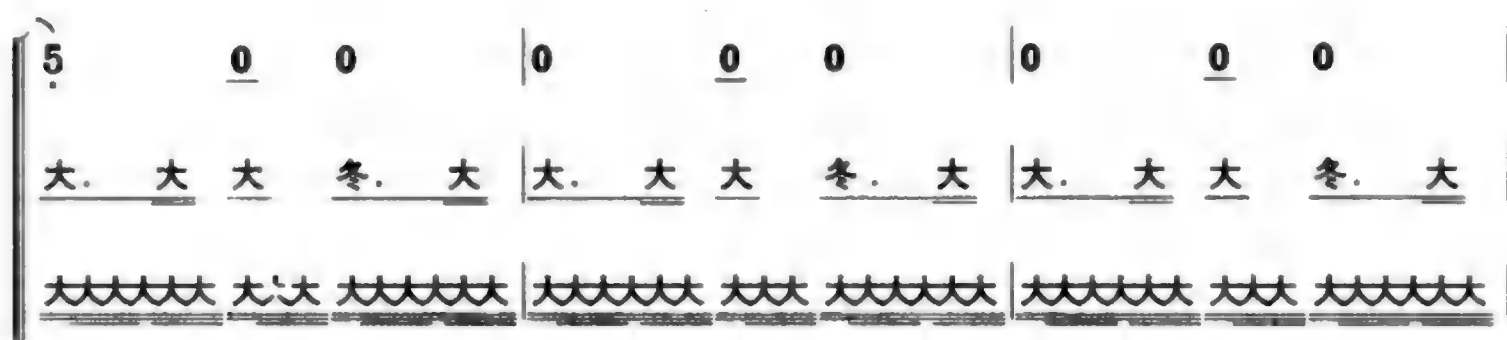 5 0 0 | 0 0 0 | 0 0 0
大. 大 大 冬. 大 | 大. 大 大 冬. 大 | 大. 大 大 冬. 大
大大大大大大 大 大 大大大大大大 | 大大大大大大 大大大 大大大大大大 | 大大大大大大 大大大 大大大大大大